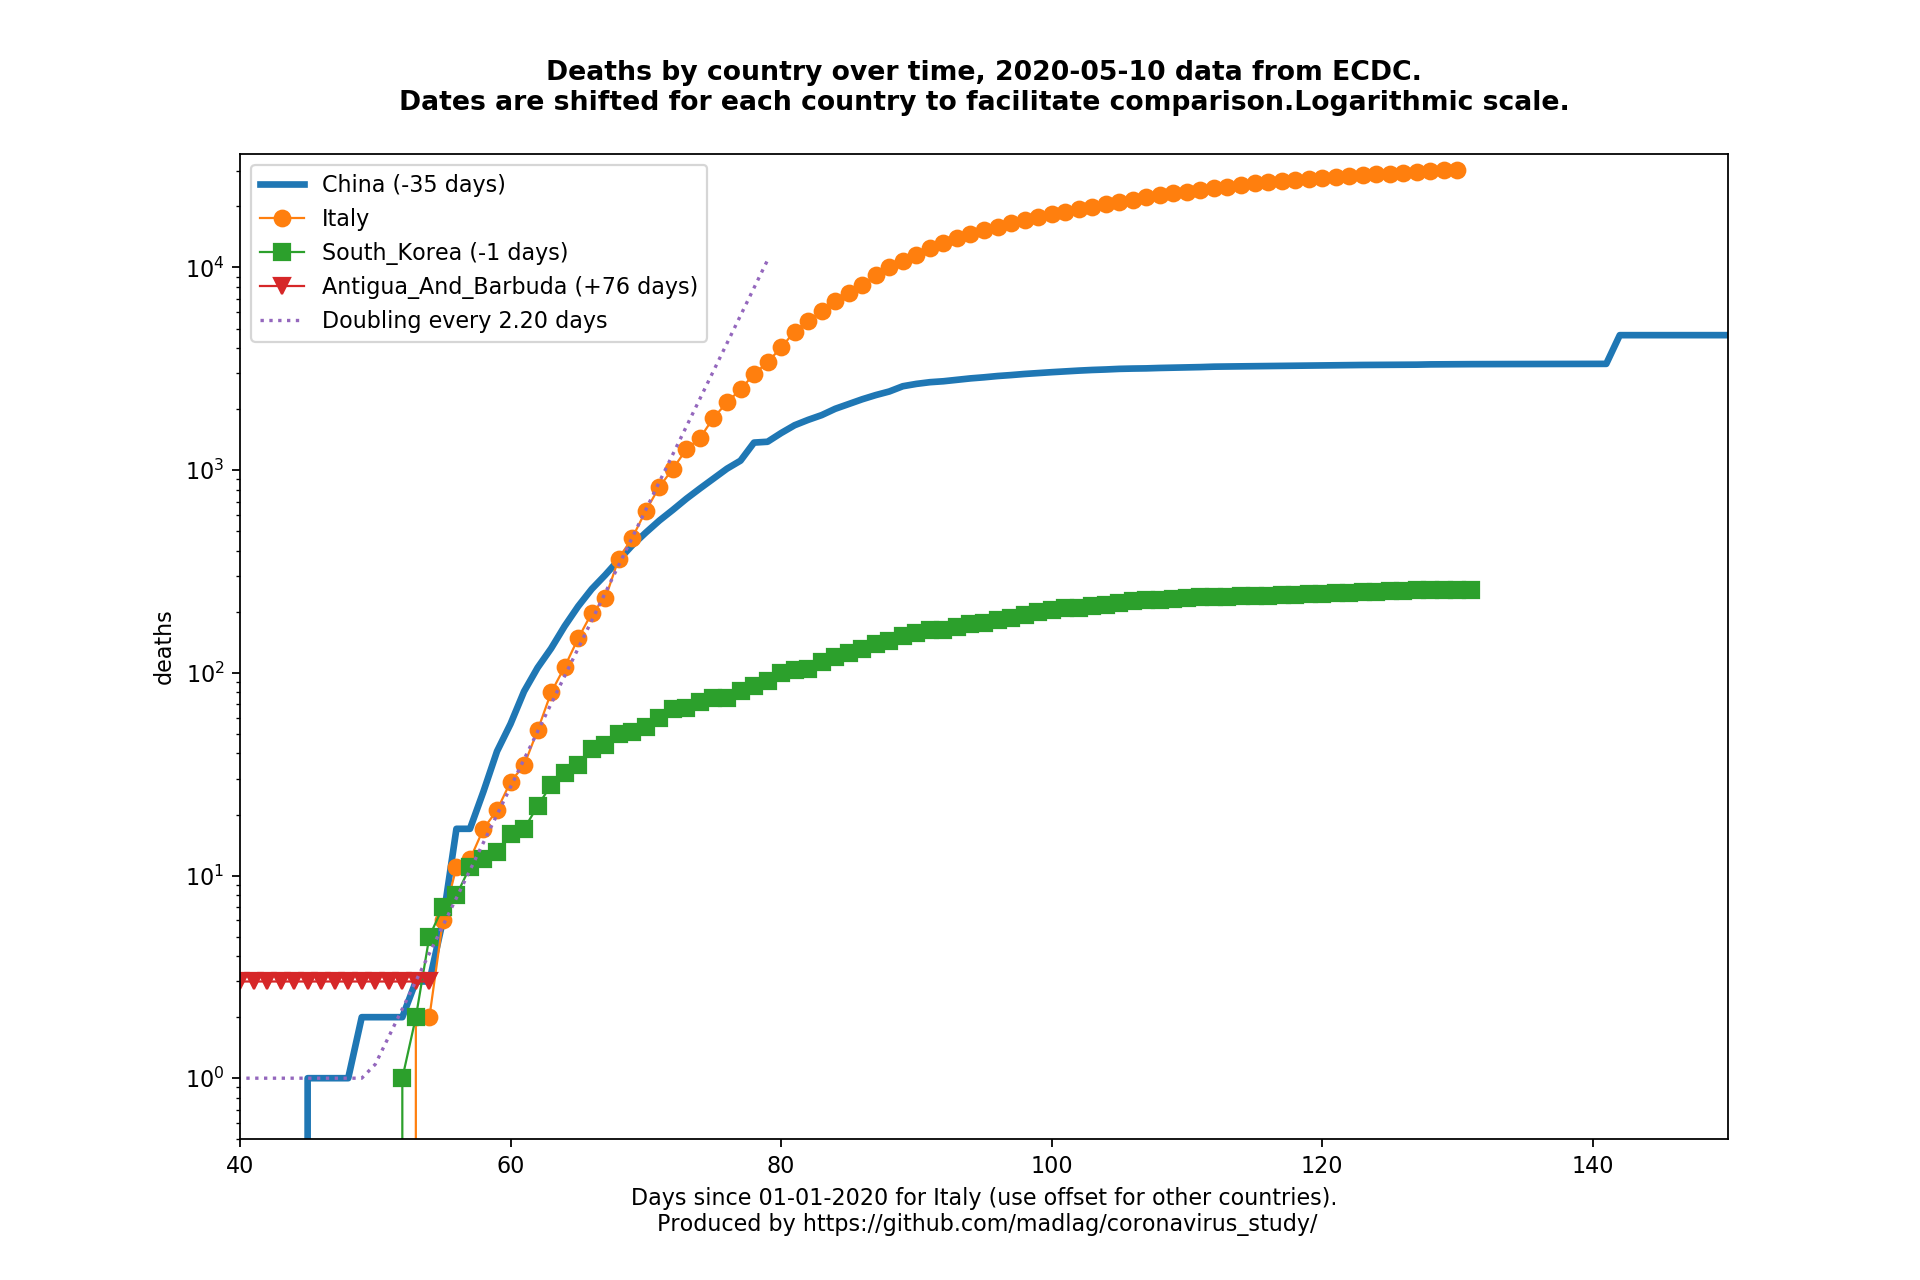 Deaths by country over time, 2020-05-10 data from ECDC.
Dates are shifted for each country to facilitate comparison.Logarithmic scale.
China (-35 days)
Italy
South_Korea (-1 days)
Antigua_And_Barbuda (+76 days)
Doubling every 2.20 days
deaths
10⁴
10³
10²
10¹
10⁰
40 60 80 100 120 140
Days since 01-01-2020 for Italy (use offset for other countries).
Produced by https://github.com/madlag/coronavirus_study/